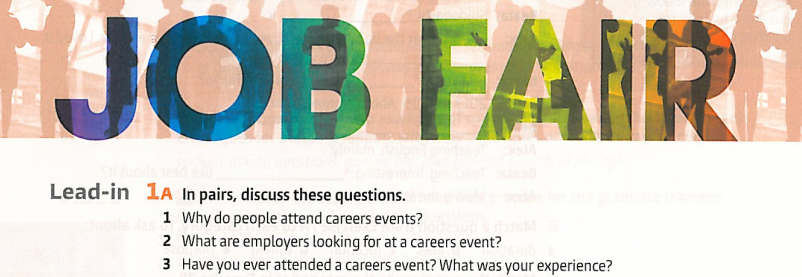 JOB FAIR
Lead-in 1A In pairs, discuss these questions.
1 Why do people attend careers events?
2 What are employers looking for at a careers event?
3 Have you ever attended a careers event? What was your experience?